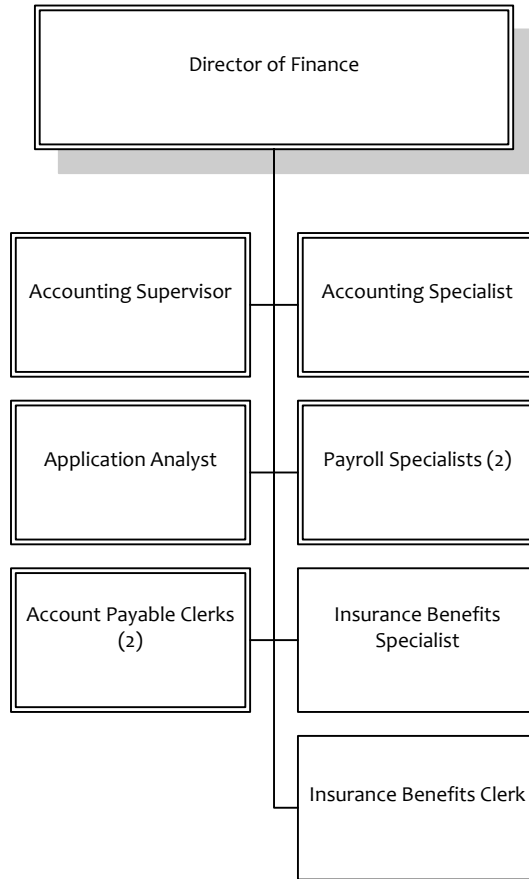 Director of Finance
Accounting Supervisor
Accounting Specialist
Application Analyst
Payroll Specialists (2)
Account Payable Clerks
(2)
Insurance Benefits
Specialist
Insurance Benefits Clerk